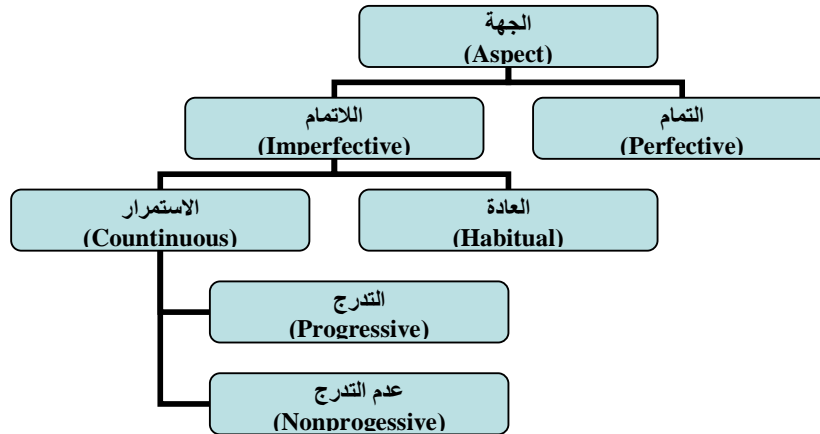 الجهة
(Aspect)
التمام
(Perfective)
اللاتمام
(Imperfective)
العادة
(Habitual)
الاستمرار
(Countinuous)
التدرج
(Progressive)
عدم التدرج
(Nonprogessive)